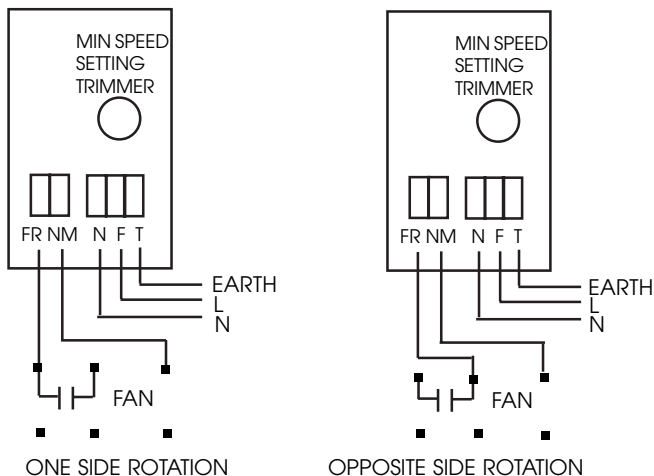 MIN SPEED
SETTING
TRIMMER
FR NM N F T
EARTH
L
N
FAN
ONE SIDE ROTATION
MIN SPEED
SETTING
TRIMMER
FR NM N F T
EARTH
L
N
FAN
OPPOSITE SIDE ROTATION